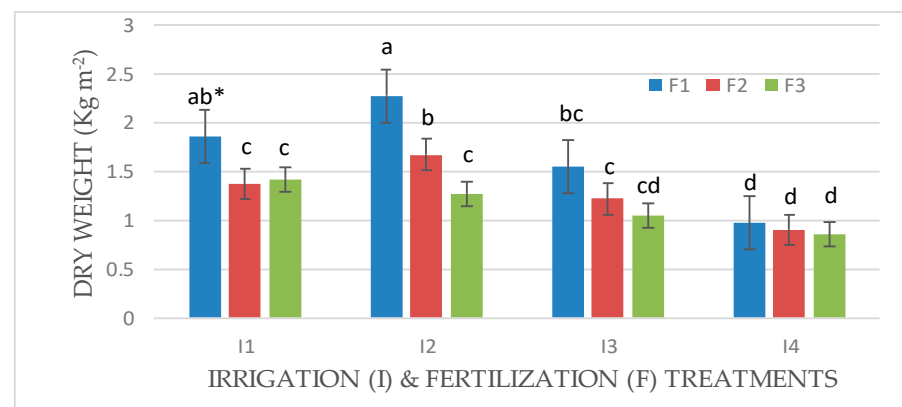 3
2.5
2
1.5
1
0.5
0
DRY WEIGHT (Kg m-2)
F1 F2 F3
ab* c c
a b c
bc c cd
d d d
I1 I2 I3 I4
IRRIGATION (I) & FERTILIZATION (F) TREATMENTS